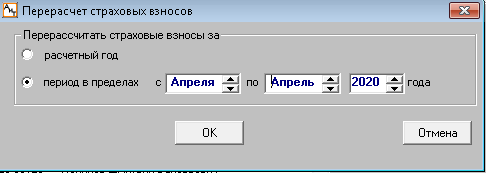 Перерасчет страховых взносов
Перерассчитать страховые взносы за
расчетный год
период в пределах с Апреля по Апрель 2020 года
OK Отмена